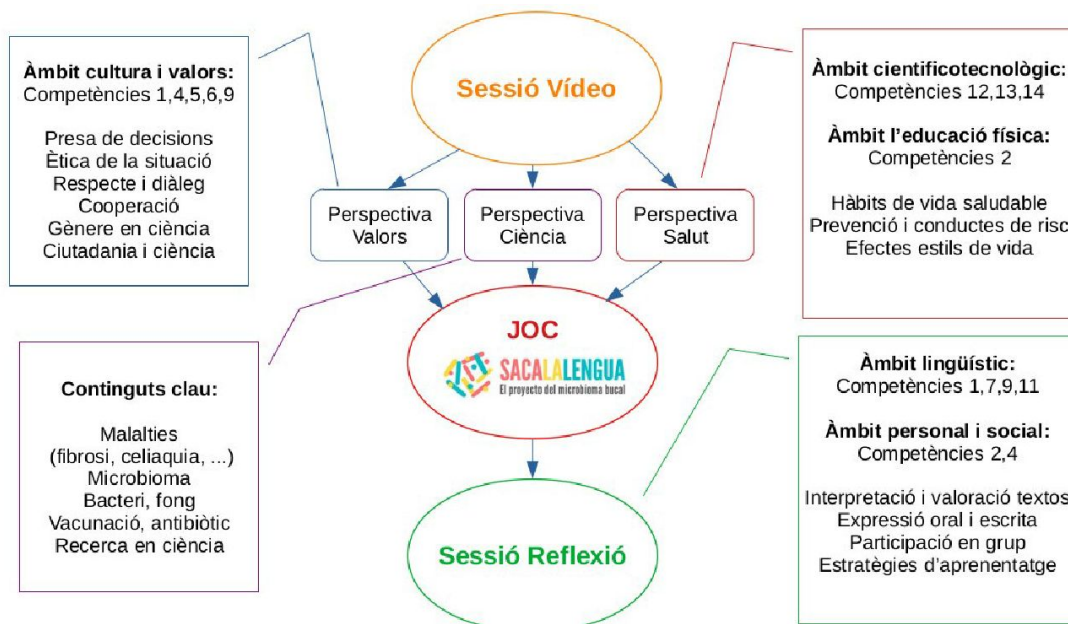 Àmbit cultura i valors:
Competències 1,4,5,6,9
Presa de decisions
Ètica de la situació
Respecte i diàleg
Cooperació
Gènere en ciència
Ciutadania i ciència
Sessió Vídeo
Àmbit cientificotecnològic:
Competències 12,13,14
Àmbit l'educació física:
Competències 2
Hàbits de vida saludable
Prevenció i conductes de risc
Efectes estils de vida
Perspectiva
Valors
Perspectiva
Ciència
Perspectiva
Salut
JOC
SACALALENGUA
El proyecto del microbioma bucal
Continguts clau:
Malalties
(fibrosi, celiaquia, ...)
Microbioma
Bacteri, fong
Vacunació, antibiòtic
Recerca en ciència
Àmbit lingüístic:
Competències 1,7,9,11
Àmbit personal i social:
Competències 2,4
Interpretació i valoració textos
Expressió oral i escrita
Participació en grup
Estratègies d'aprenentatge
Sessió Reflexió